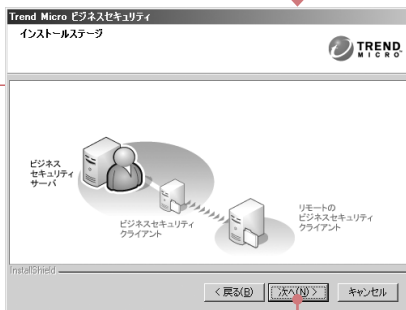 Trend Micro ビジネスセキュリティ
インストールステージ
TREND
MICRO
ビジネス
セキュリティ
サーバ
ビジネスセキュリティ
クライアント
リモートの
ビジネスセキュリティ
クライアント
InstallShield
< 戻る(B)
次へ(N) >
キャンセル